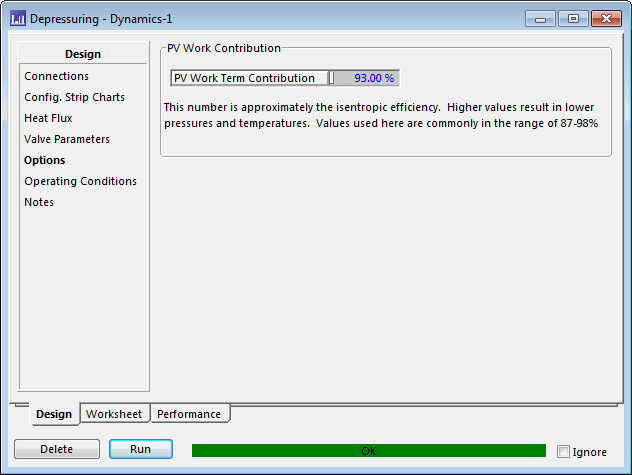 Depressuring - Dynamics-1
Design
Connections
Config. Strip Charts
Heat Flux
Valve Parameters
Options
Operating Conditions
Notes
PV Work Contribution
PV Work Term Contribution 93.00 %
This number is approximately the isentropic efficiency. Higher values result in lower
pressures and temperatures. Values used here are commonly in the range of 87-98%
Design Worksheet Performance
Delete Run OK Ignore